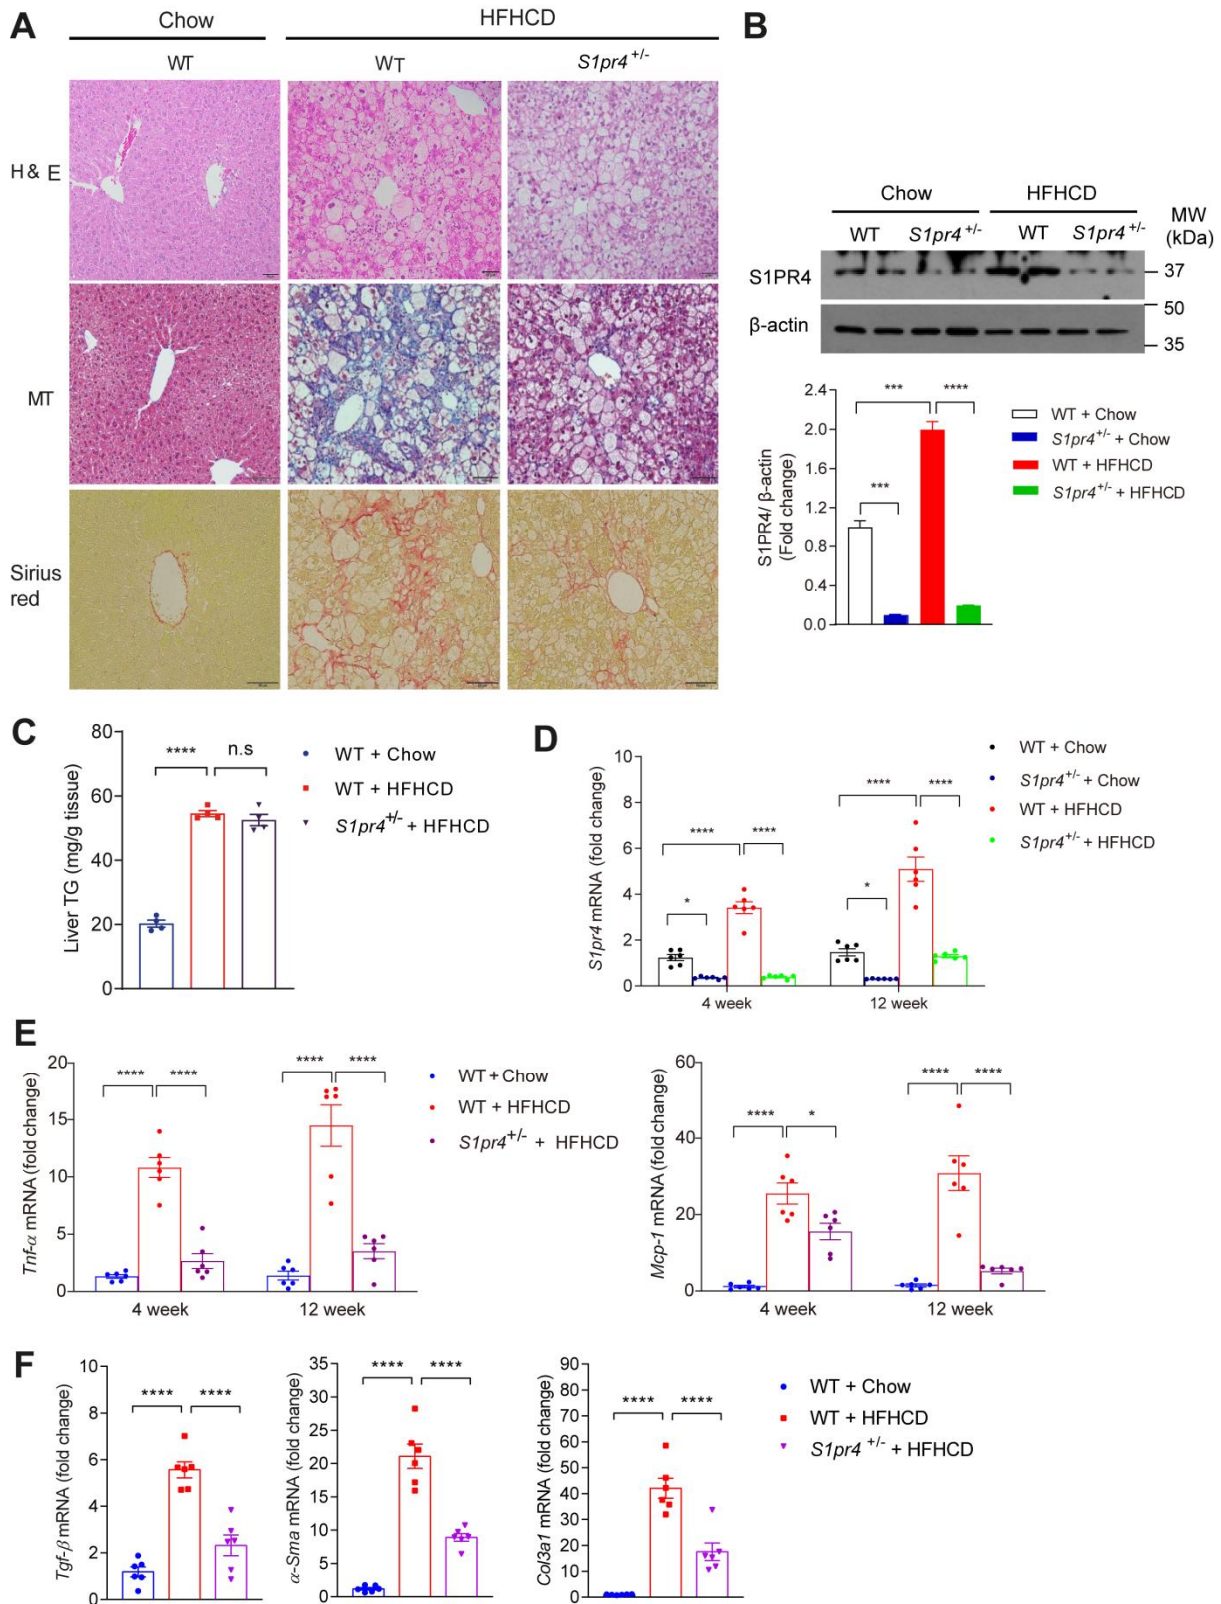 A
Chow
HFHCD
WT
WT
S1pr4+/-
H & E
MT
Sirius
red
B
Chow
HFHCD
MW
(kDa)
WT
S1pr4+/-
WT
S1pr4+/-
S1PR4
37
50
β-actin
35
S1PR4/ β-actin
(Fold change)
2.4
2.0
1.6
1.2
0.8
0.4
0.0
***
****
***
WT + Chow
S1pr4+/- + Chow
WT + HFHCD
S1pr4+/- + HFHCD
C
Liver TG (mg/g tissue)
80
60
40
20
0
****
n.s
WT + Chow
WT + HFHCD
S1pr4+/- + HFHCD
D
S1pr4 mRNA (fold change)
10
8
6
4
2
0
****
****
*
****
****
*
4 week
12 week
WT + Chow
S1pr4+/- + Chow
WT + HFHCD
S1pr4+/- + HFHCD
E
Tnf-α mRNA (fold change)
20
15
10
5
0
****
****
****
****
4 week
12 week
WT + Chow
WT + HFHCD
S1pr4+/- + HFHCD
Mcp-1 mRNA (fold change)
60
40
20
0
****
*
****
****
4 week
12 week
F
Tgf-β mRNA (fold change)
10
8
6
4
2
0
****
****
α-Sma mRNA (fold change)
35
30
25
20
15
10
5
0
****
****
Col3a1 mRNA (fold change)
90
80
70
60
50
40
30
20
10
0
****
****
WT + Chow
WT + HFHCD
S1pr4 +/- + HFHCD